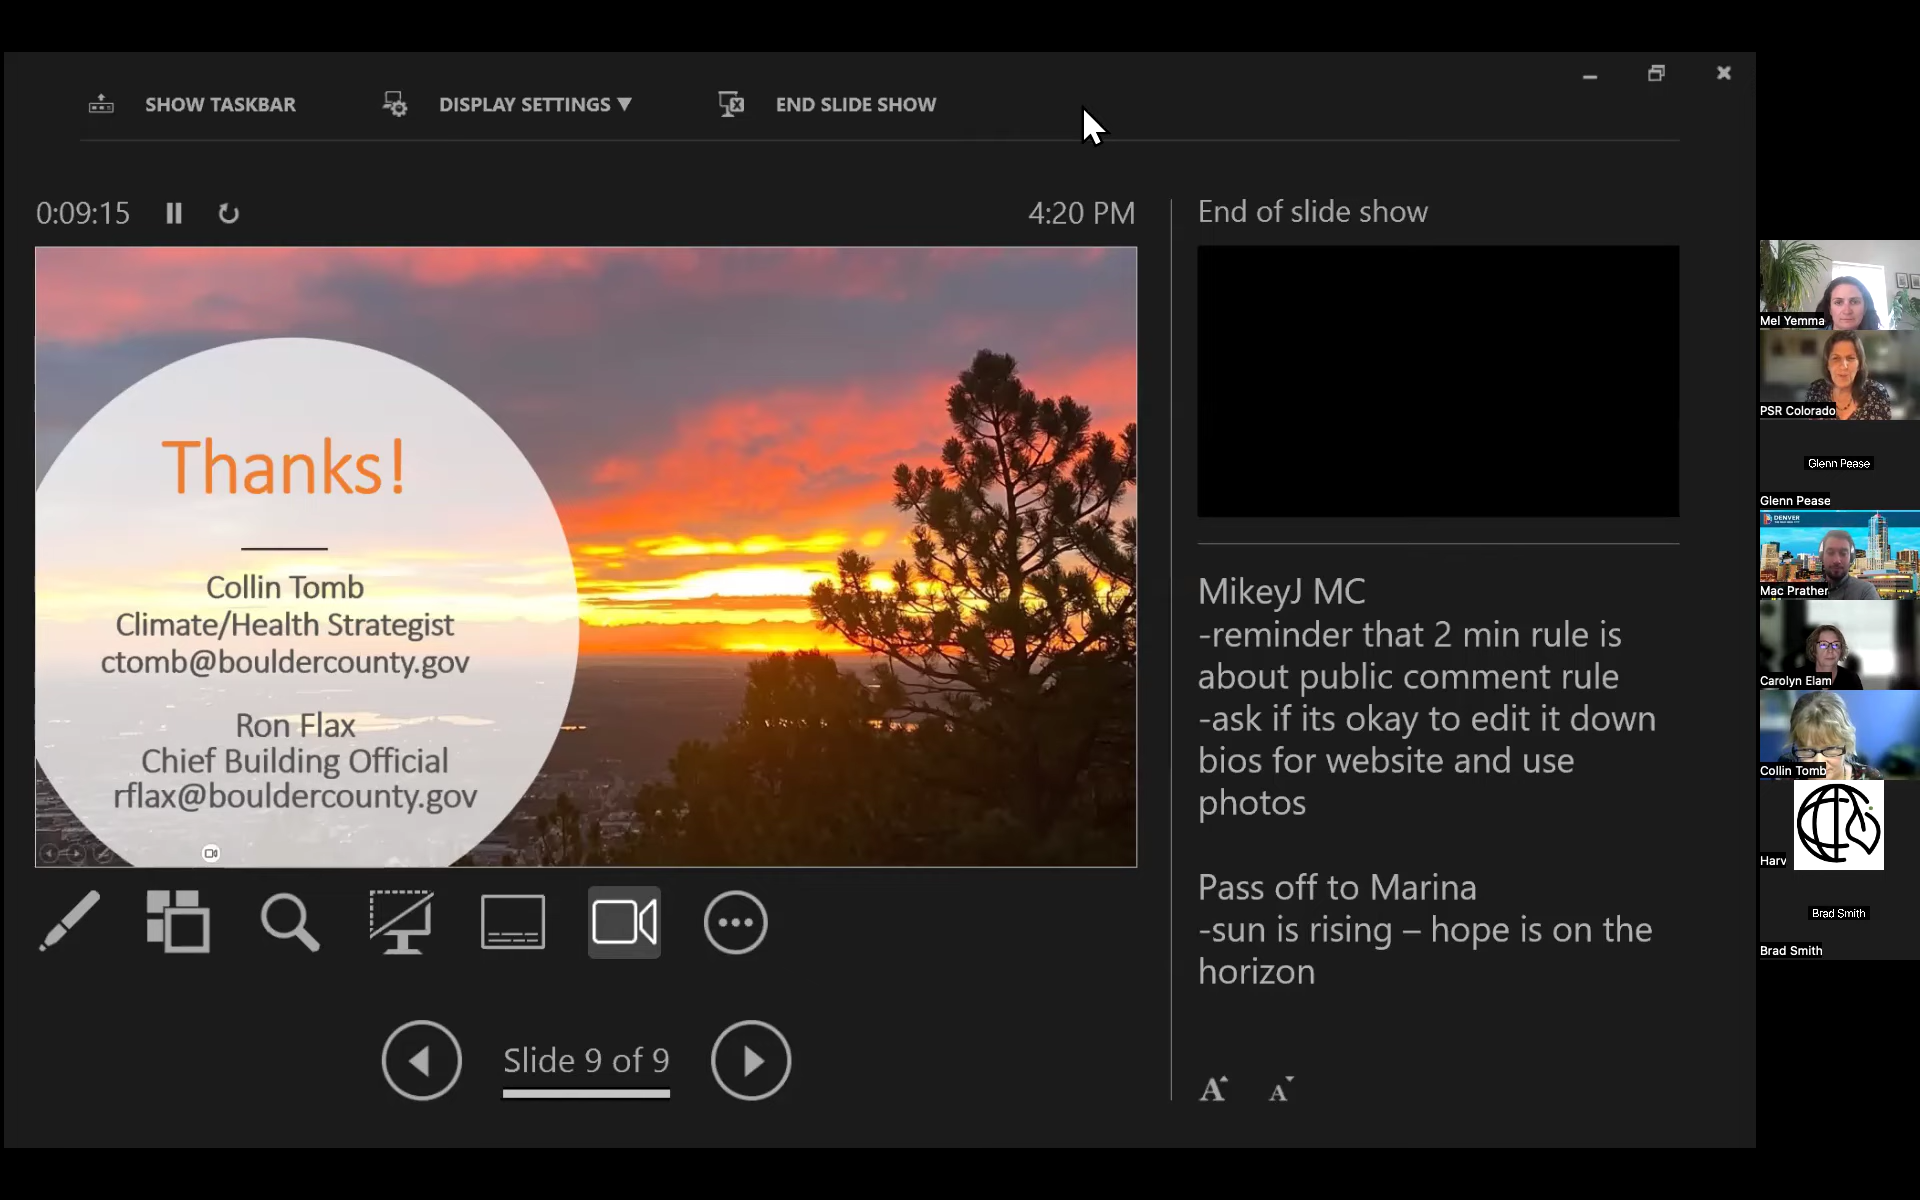 SHOW TASKBAR
DISPLAY SETTINGS ▼
END SLIDE SHOW
0:09:15
4:20 PM
Thanks!
Collin Tomb
Climate/Health Strategist
ctomb@bouldercounty.gov
Ron Flax
Chief Building Official
rflax@bouldercounty.gov
Slide 9 of 9
End of slide show
MikeyJ MC
-reminder that 2 min rule is
about public comment rule
-ask if its okay to edit it down
bios for website and use
photos
Pass off to Marina
-sun is rising – hope is on the
horizon
A
A
Mel Yemma
PSR Colorado
Glenn Pease
Glenn Pease
DENVER
Mac Prather
Carolyn Elam
Collin Tomb
Harv
Brad Smith
Brad Smith